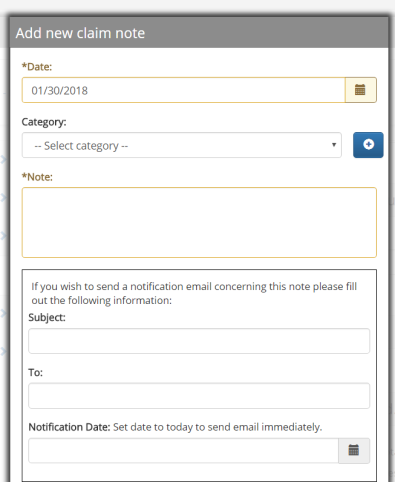 Add new claim note
*Date:
01/30/2018
Category:
-- Select category --
*Note:
If you wish to send a notification email concerning this note please fill
out the following information:
Subject:
To:
Notification Date: Set date to today to send email immediately.